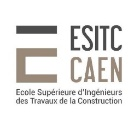 ESITC
CAEN
Ecole Supérieure d'Ingénieurs
des Travaux de la Construction